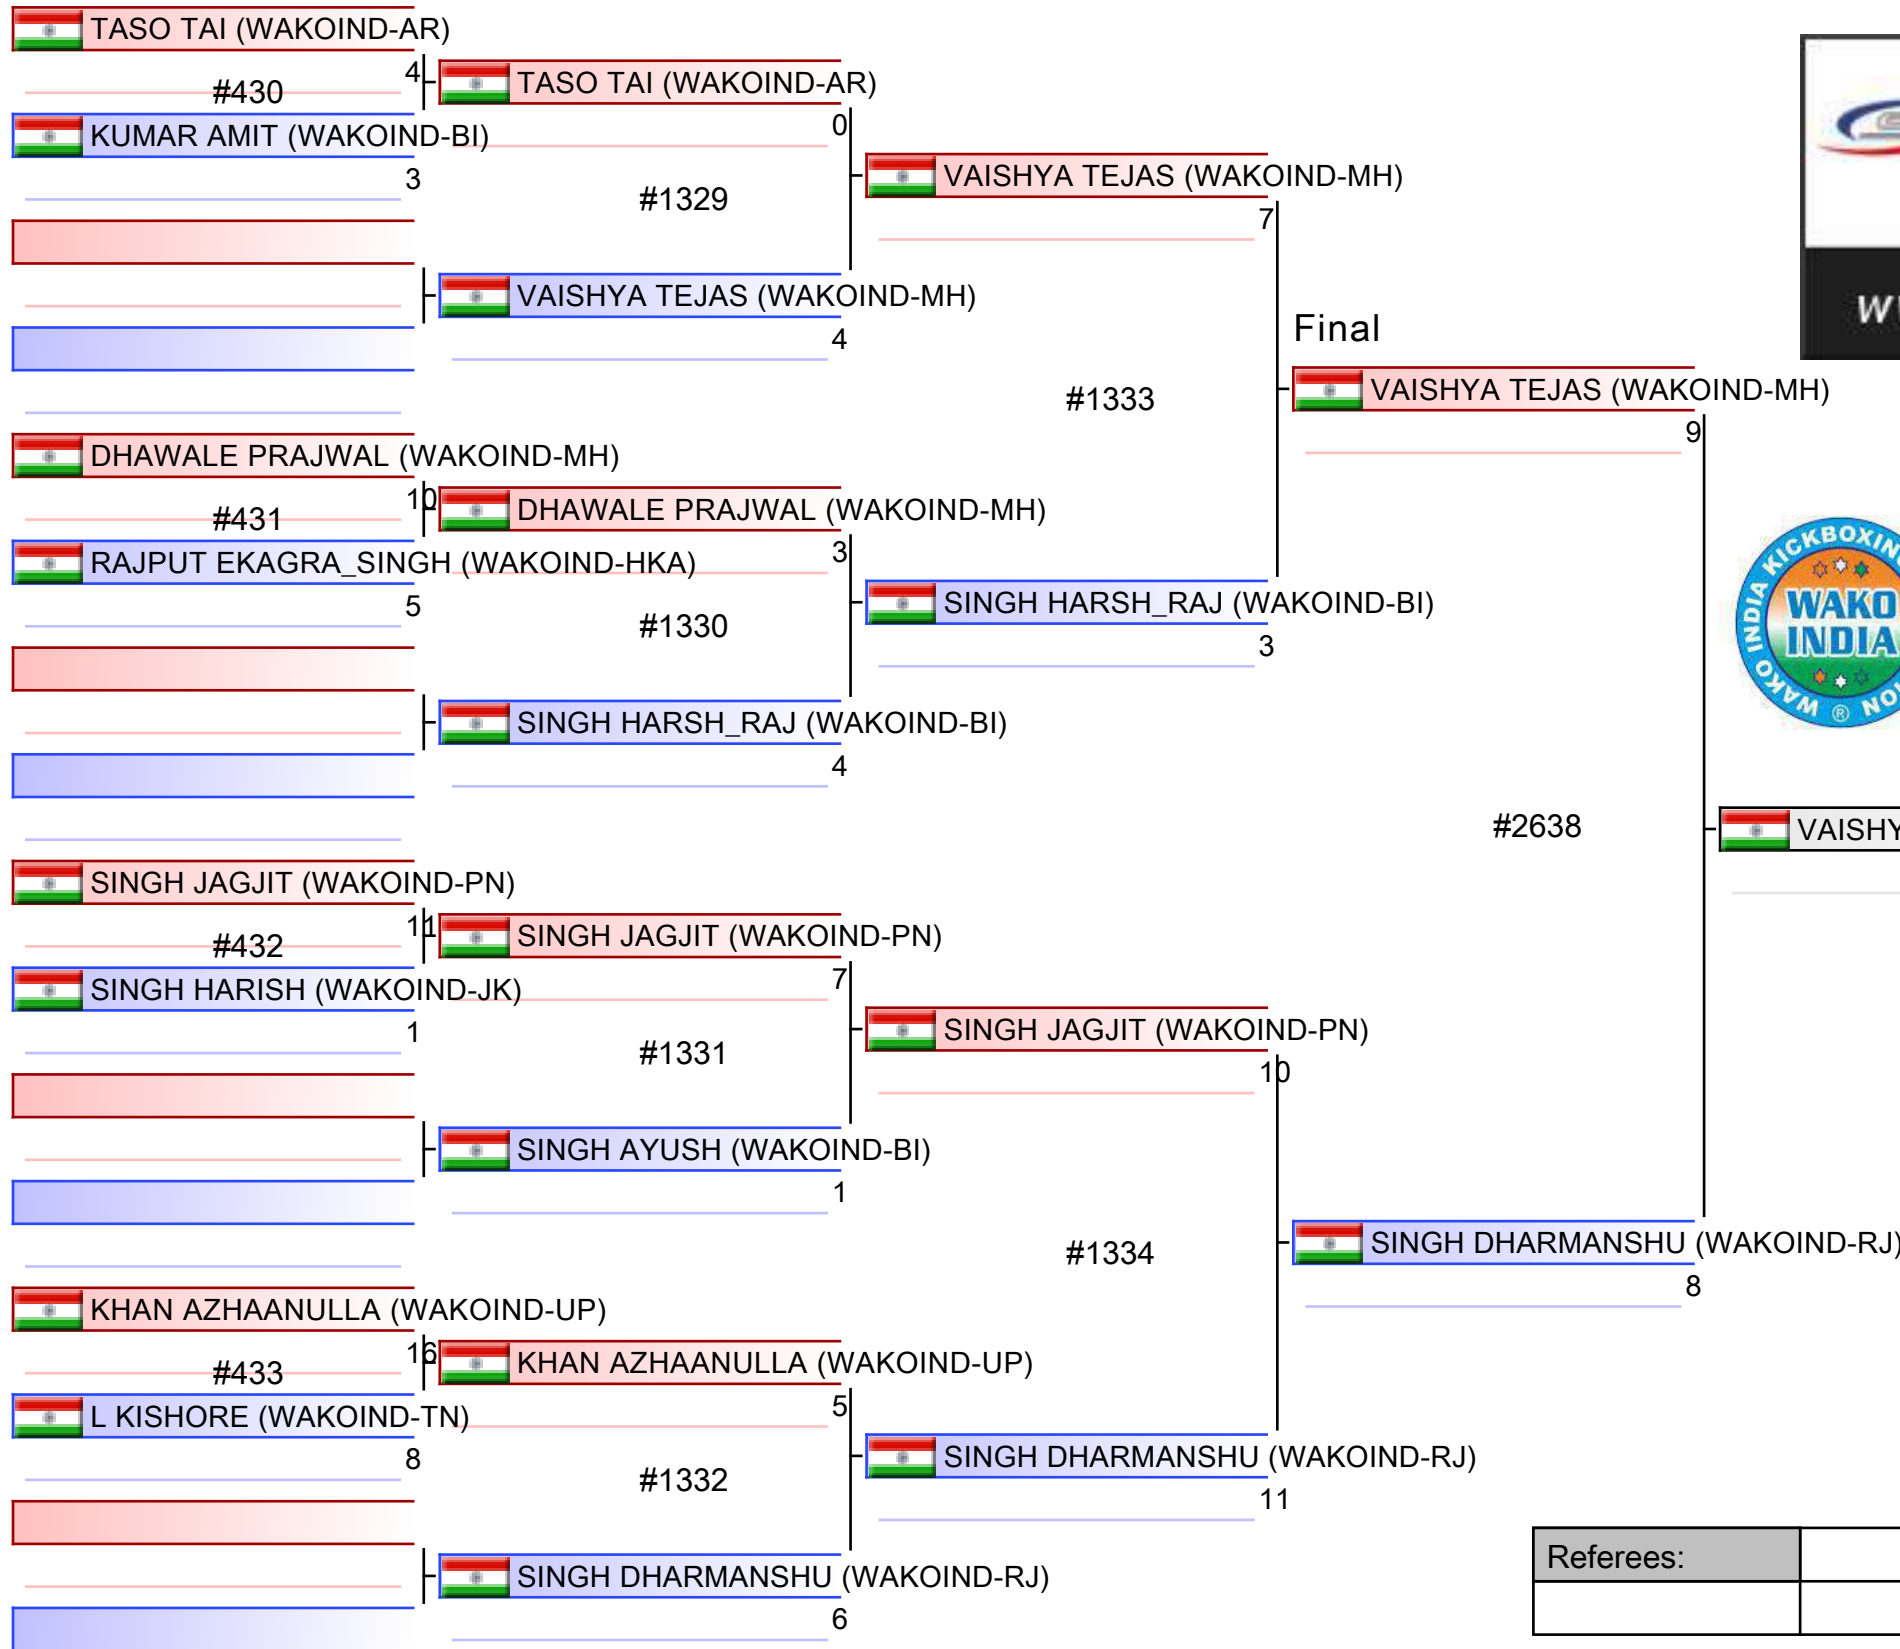 TASO TAI (WAKOIND-AR)
4
#430
TASO TAI (WAKOIND-AR)
0
KUMAR AMIT (WAKOIND-BI)
3
#1329
VAISHYA TEJAS (WAKOIND-MH)
7
VAISHYA TEJAS (WAKOIND-MH)
4
Final
#1333
VAISHYA TEJAS (WAKOIND-MH)
9
DHAWALE PRAJWAL (WAKOIND-MH)
10
#431
DHAWALE PRAJWAL (WAKOIND-MH)
3
RAJPUT EKAGRA_SINGH (WAKOIND-HKA)
5
#1330
SINGH HARSH_RAJ (WAKOIND-BI)
3
SINGH HARSH_RAJ (WAKOIND-BI)
4
WAKO INDIA KICKBOXING
WAKO
INDIA
®
#2638
SINGH JAGJIT (WAKOIND-PN)
11
#432
SINGH JAGJIT (WAKOIND-PN)
7
SINGH HARISH (WAKOIND-JK)
1
#1331
SINGH JAGJIT (WAKOIND-PN)
10
SINGH AYUSH (WAKOIND-BI)
1
#1334
SINGH DHARMANSHU (WAKOIND-RJ)
8
KHAN AZHAANULLA (WAKOIND-UP)
16
#433
KHAN AZHAANULLA (WAKOIND-UP)
5
L KISHORE (WAKOIND-TN)
8
#1332
SINGH DHARMANSHU (WAKOIND-RJ)
11
SINGH DHARMANSHU (WAKOIND-RJ)
6
Referees: